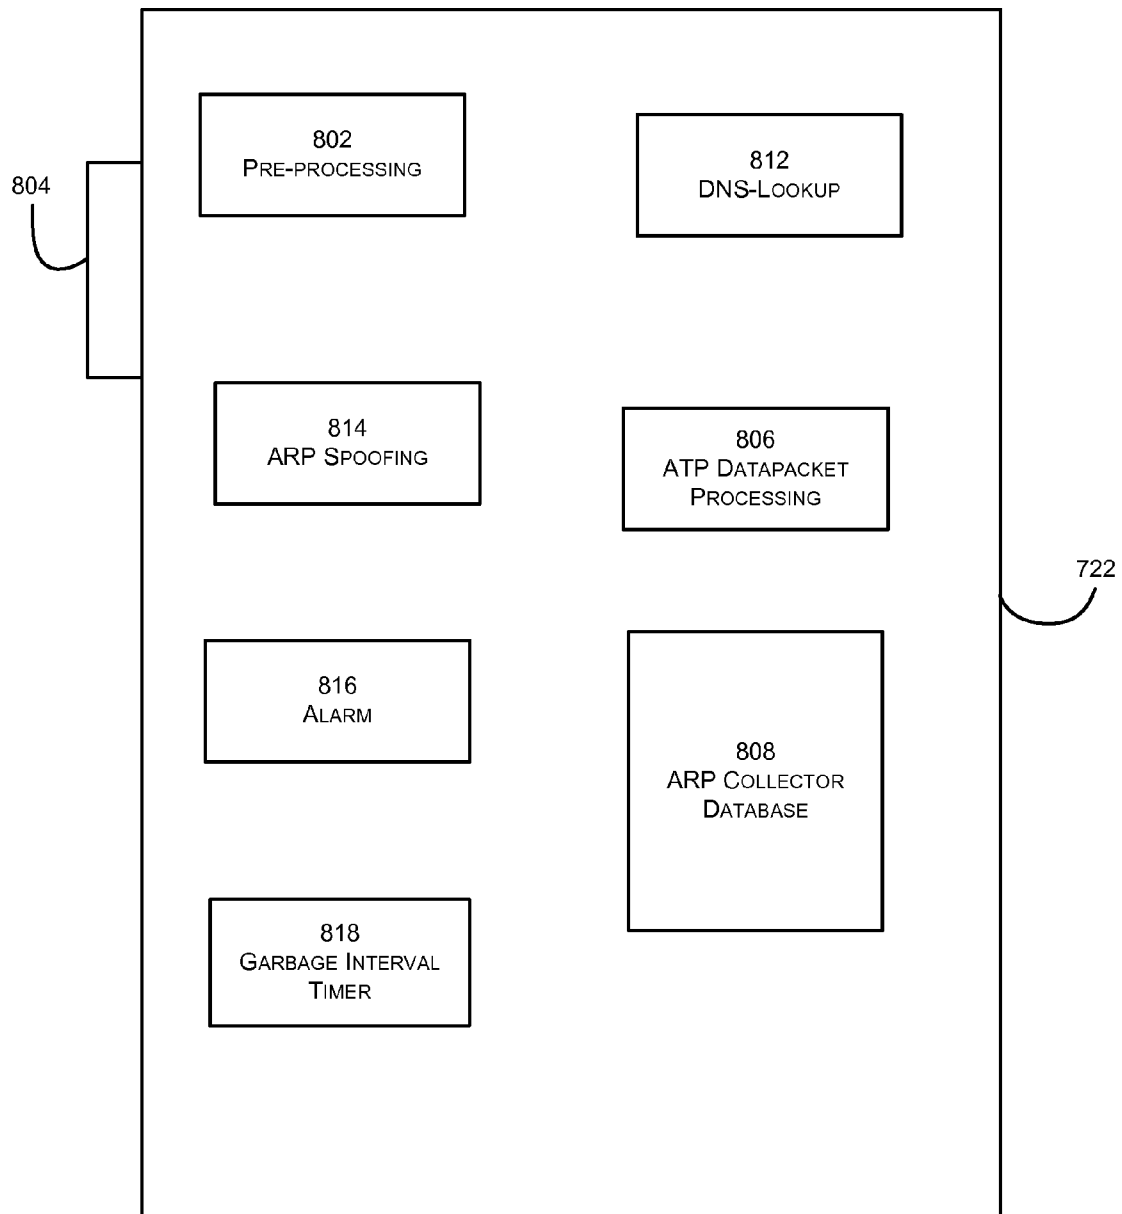 802
PRE-PROCESSING
812
DNS-LOOKUP
804
814
ARP SPOOFING
806
ATP DATAPACKET
PROCESSING
722
816
ALARM
808
ARP COLLECTOR
DATABASE
818
GARBAGE INTERVAL
TIMER